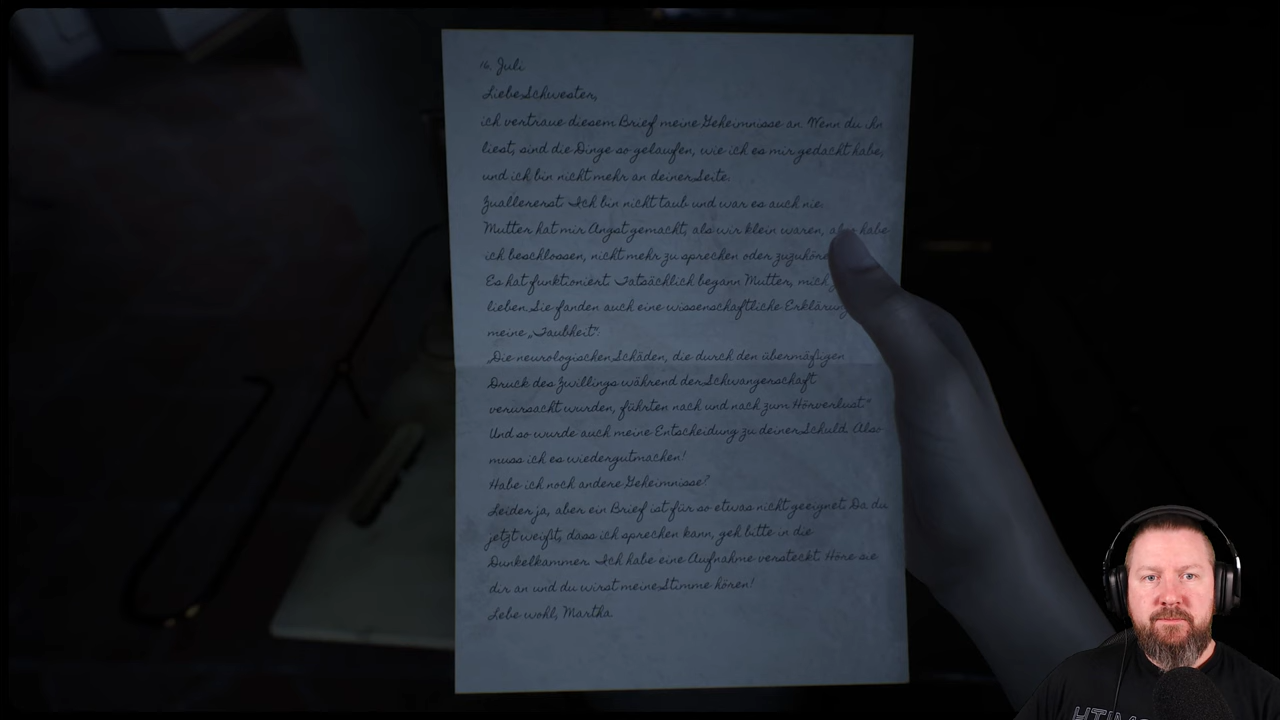 16. Juli
Liebe Schwester,
ich vertraue diesem Brief meine Geheimnisse an. Wenn du ihn
liest, sind die Dinge so gelaufen, wie ich es mir gedacht habe,
und ich bin nicht mehr an deiner Seite.
Zuallererst: Ich bin nicht taub und war es auch nie.
Mutter hat mir Angst gemacht, als wir klein waren, aber habe
ich beschlossen, nicht mehr zu sprechen oder
Es hat funktioniert. Tatsächlich begann Mutter, mich
lieben. Sie fanden auch eine wissenschaftliche Erklärung
meine „Taubheit":
Die neurologischen Schäden, die durch den übermäßigen
Druck des Zwillings während der Schwangerschaft
verursacht wurden, führten nach und nach zum Hörverlust."
Und so wurde auch meine Entscheidung zu deiner Schuld. Also
muss ich es wiedergutmachen!
Habe ich noch andere Geheimnisse?
Leider ja, aber ein Brief ist für so etwas nicht geeignet. Da du
jetzt weißt, dass ich sprechen kann, geh bitte in die
Dunkelkammer. Ich habe eine Aufnahme versteckt. Höre sie
dir an und du wirst meine Stimme hören!
Lebe wohl, Martha